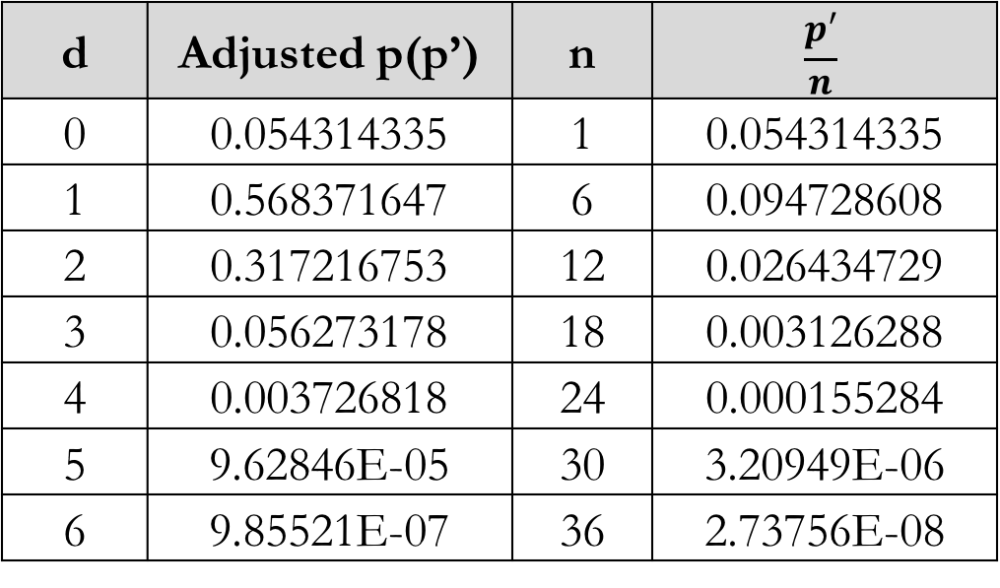 d Adjusted p(p’) n p′/n
0 0.054314335 1 0.054314335
1 0.568371647 6 0.094728608
2 0.317216753 12 0.026434729
3 0.056273178 18 0.003126288
4 0.003726818 24 0.000155284
5 9.62846E-05 30 3.20949E-06
6 9.85521E-07 36 2.73756E-08